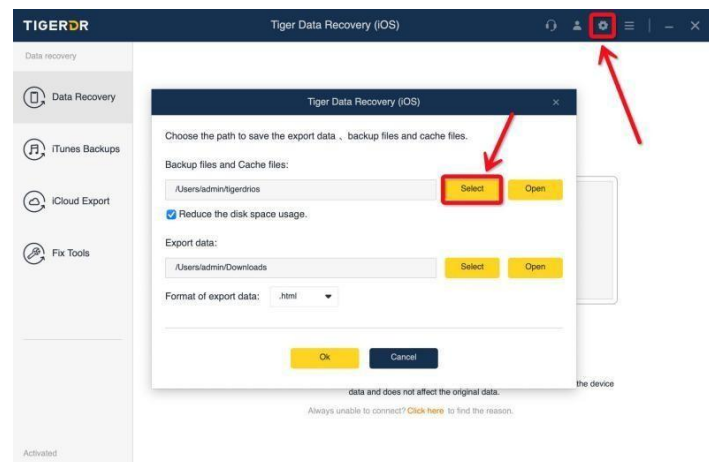 TIGERDR
Tiger Data Recovery (iOS)
Data recovery
Data Recovery
iTunes Backups
iCloud Export
Fix Tools
Activated
Tiger Data Recovery (iOS)
Choose the path to save the export data 、backup files and cache files.
Backup files and Cache files:
/Users/admin/tigerdrios
Select
Open
Reduce the disk space usage.
Export data:
/Users/admin/Downloads
Select
Open
Format of export data:
.html
Ok
Cancel
the device
data and does not affect the original data.
Always unable to connect? Click here to find the reason.